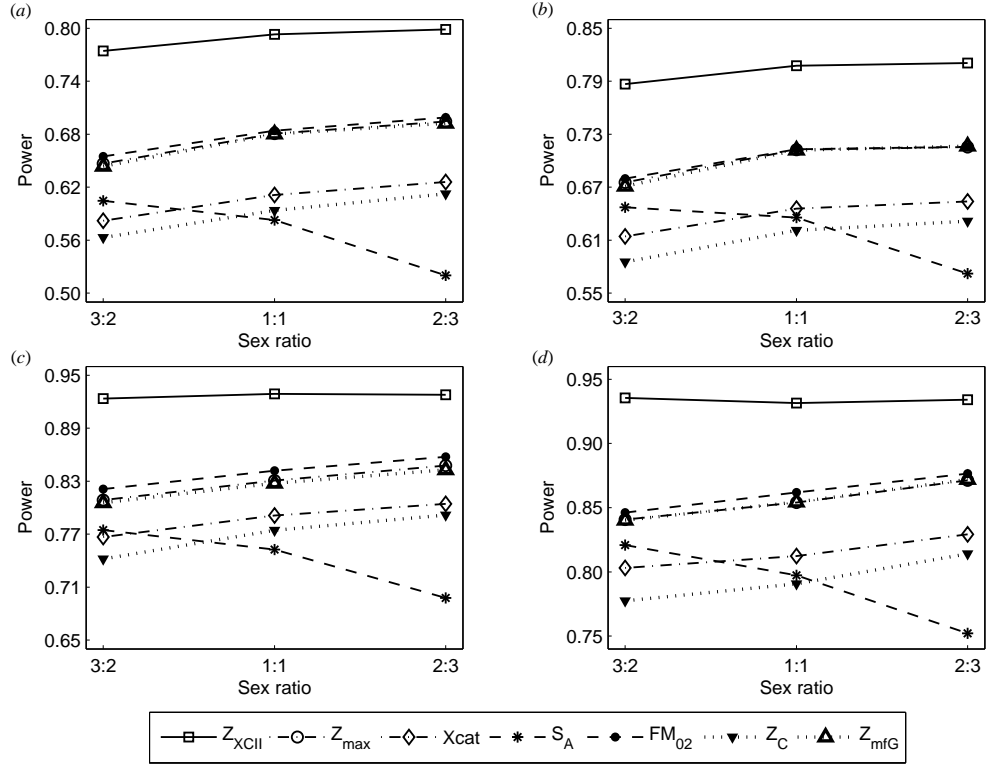 (a) (b)
0.80 0.85
0.74 0.79
0.68 0.73
0.62 0.67
0.56 0.61
0.50 0.55
Power Power
3:2 1:1 2:3 3:2 1:1 2:3
Sex ratio Sex ratio
(c) (d)
0.95 0.95
0.89 0.90
0.83 0.85
0.77 0.80
0.71 0.75
0.65
Power Power
3:2 1:1 2:3 3:2 1:1 2:3
Sex ratio Sex ratio
Z_XCII Z_max Xcat S_A FM_02 Z_C Z_mfG